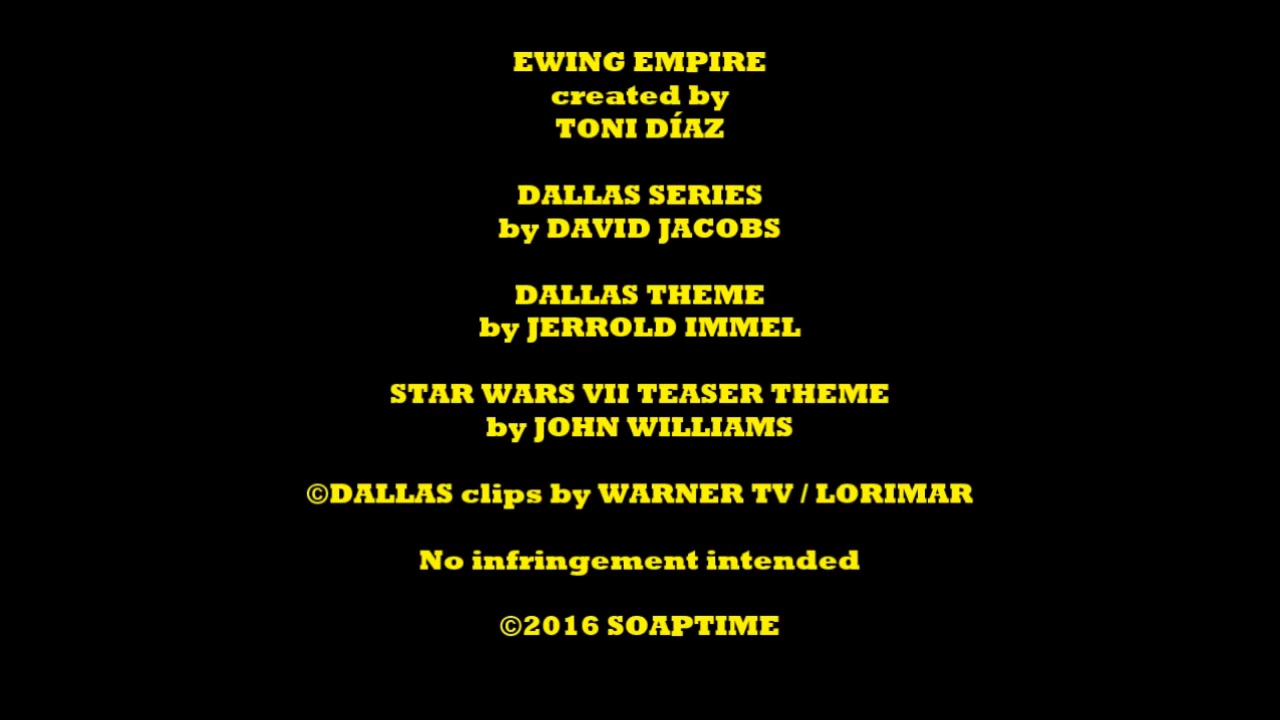 EWING EMPIRE
created by
TONI DÍAZ
DALLAS SERIES
by DAVID JACOBS
DALLAS THEME
by JERROLD IMMEL
STAR WARS VII TEASER THEME
by JOHN WILLIAMS
©DALLAS clips by WARNER TV / LORIMAR
No infringement intended
©2016 SOAPTIME